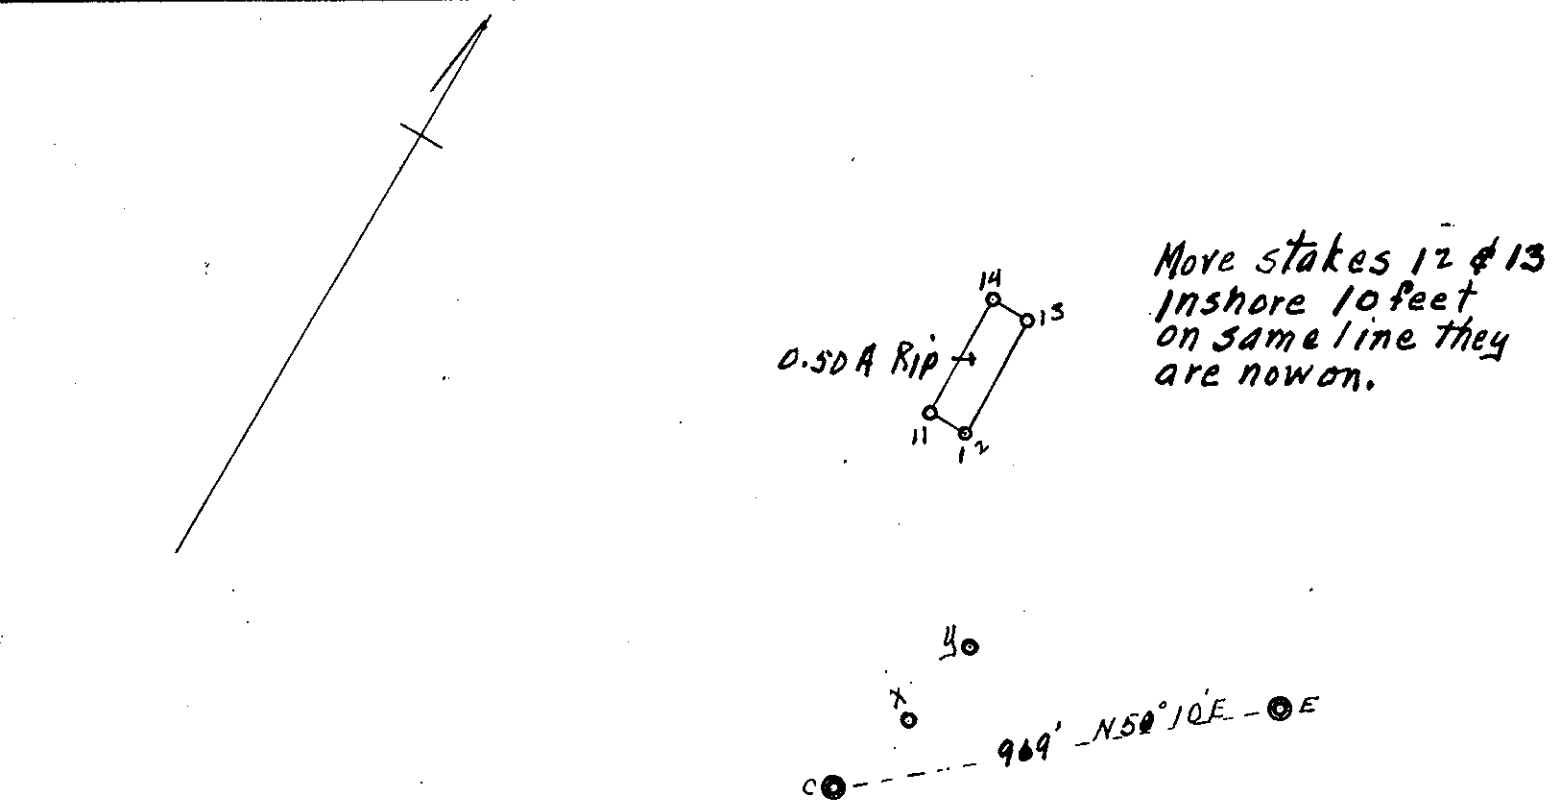 Move stakes 12 & 13
inshore 10 feet
on same line they
are now on.
14
13
0.50 A Rip
11
12
y
x
969' N50°10'E
E
C